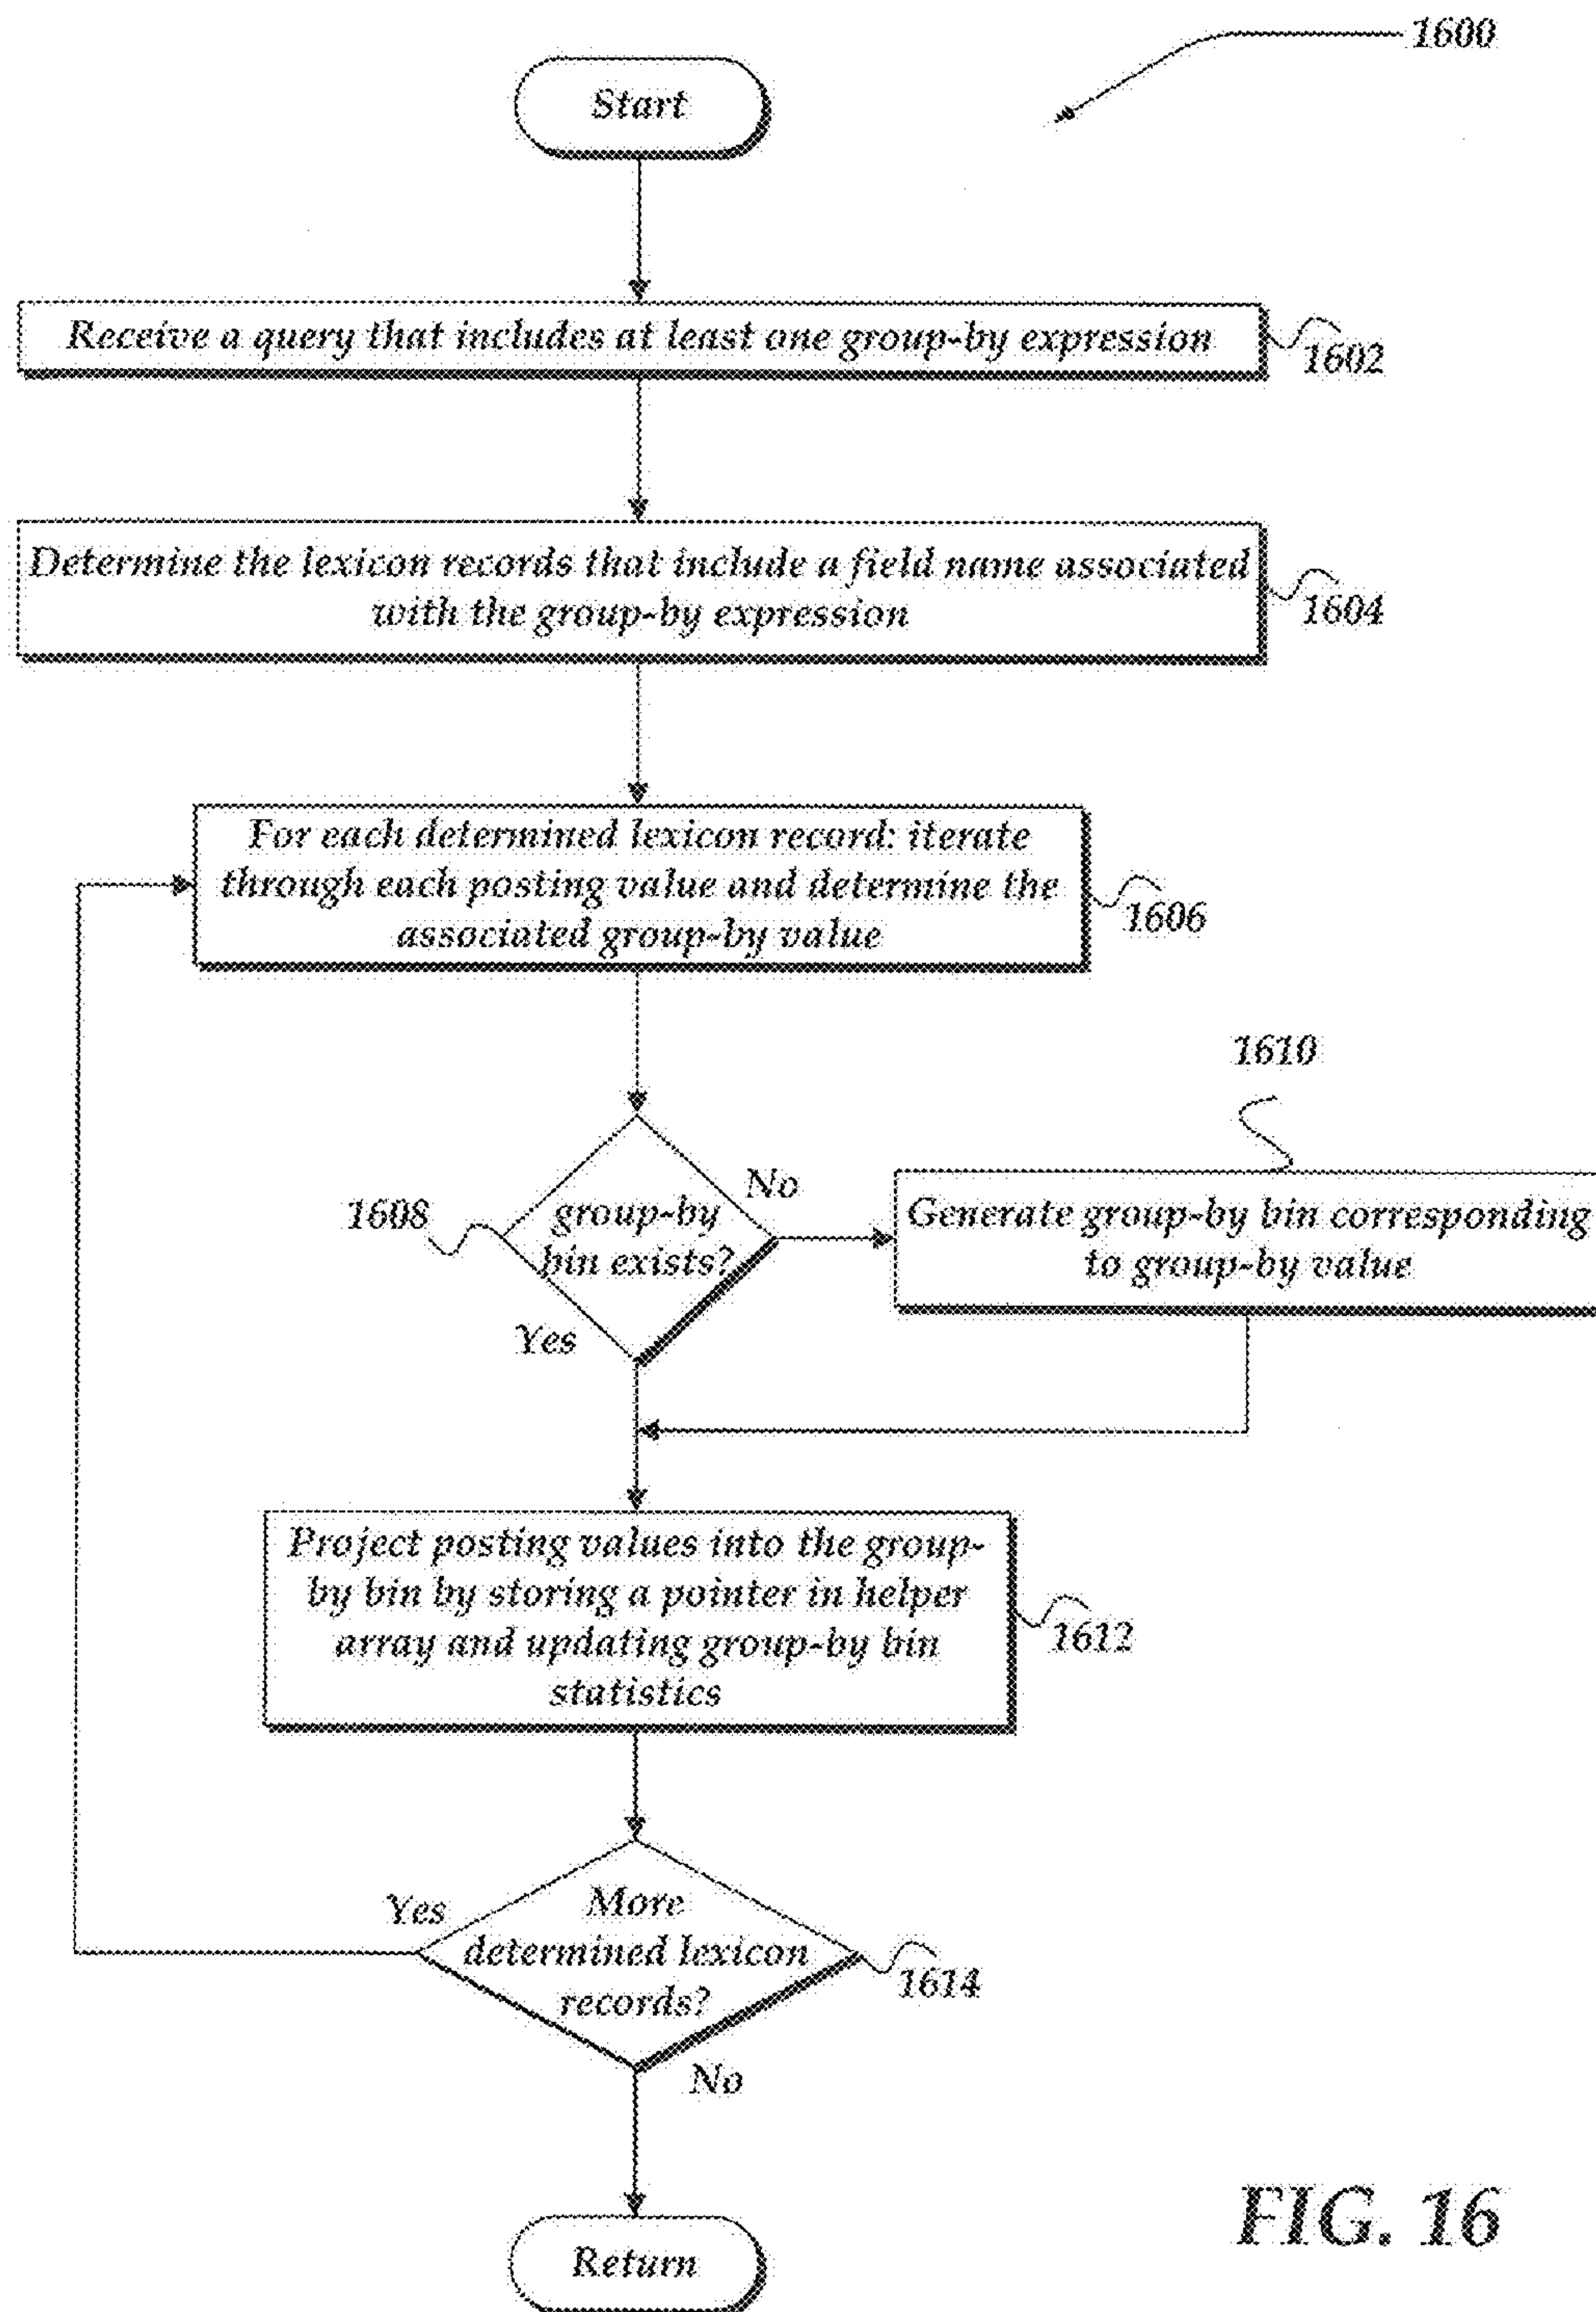 1600
Start
Receive a query that includes at least one group-by expression
1602
Determine the lexicon records that include a field name associated
with the group-by expression
1604
For each determined lexicon record: iterate
through each posting value and determine the
associated group-by value
1606
1610
No
1608
group-by
bin exists?
Generate group-by bin corresponding
to group-by value
Yes
Project posting values into the group-
by bin by storing a pointer in helper
array and updating group-by bin
statistics
1612
Yes
More
determined lexicon
records?
1614
No
Return
FIG. 16